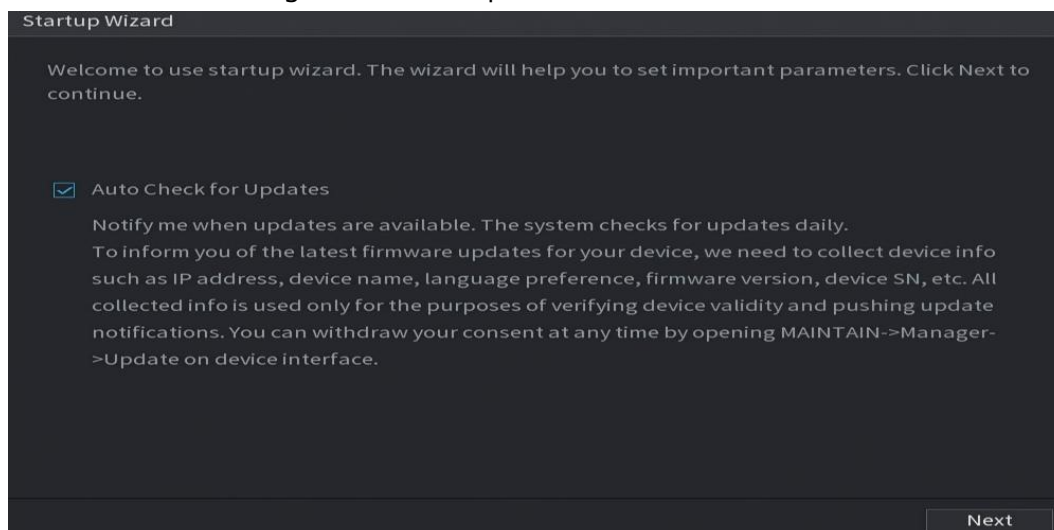 Startup Wizard
Welcome to use startup wizard. The wizard will help you to set important parameters. Click Next to
continue.
Auto Check for Updates
Notify me when updates are available. The system checks for updates daily.
To inform you of the latest firmware updates for your device, we need to collect device info
such as IP address, device name, language preference, firmware version, device SN, etc. All
collected info is used only for the purposes of verifying device validity and pushing update
notifications. You can withdraw your consent at any time by opening MAINTAIN->Manager-
>Update on device interface.
Next